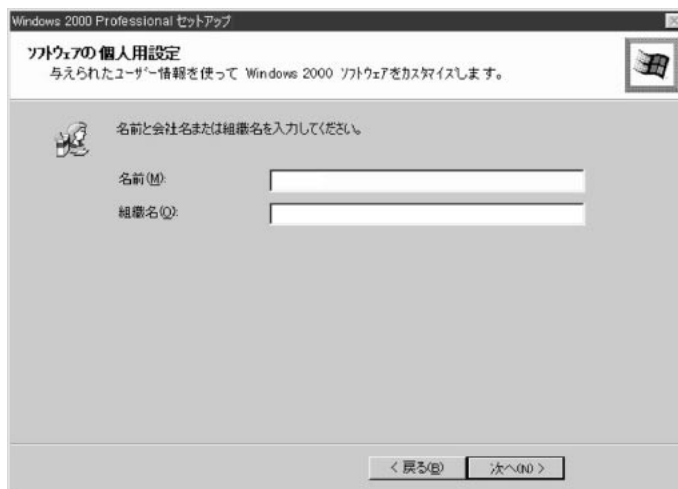 Windows 2000 Professional セットアップ
ソフトウェアの個人用設定
与えられたユーザー情報を使って Windows 2000 ソフトウェアをカスタマイズします。
名前と会社名または組織名を入力してください。
名前(M):
組織名(O):
< 戻る(B)
次へ(N) >